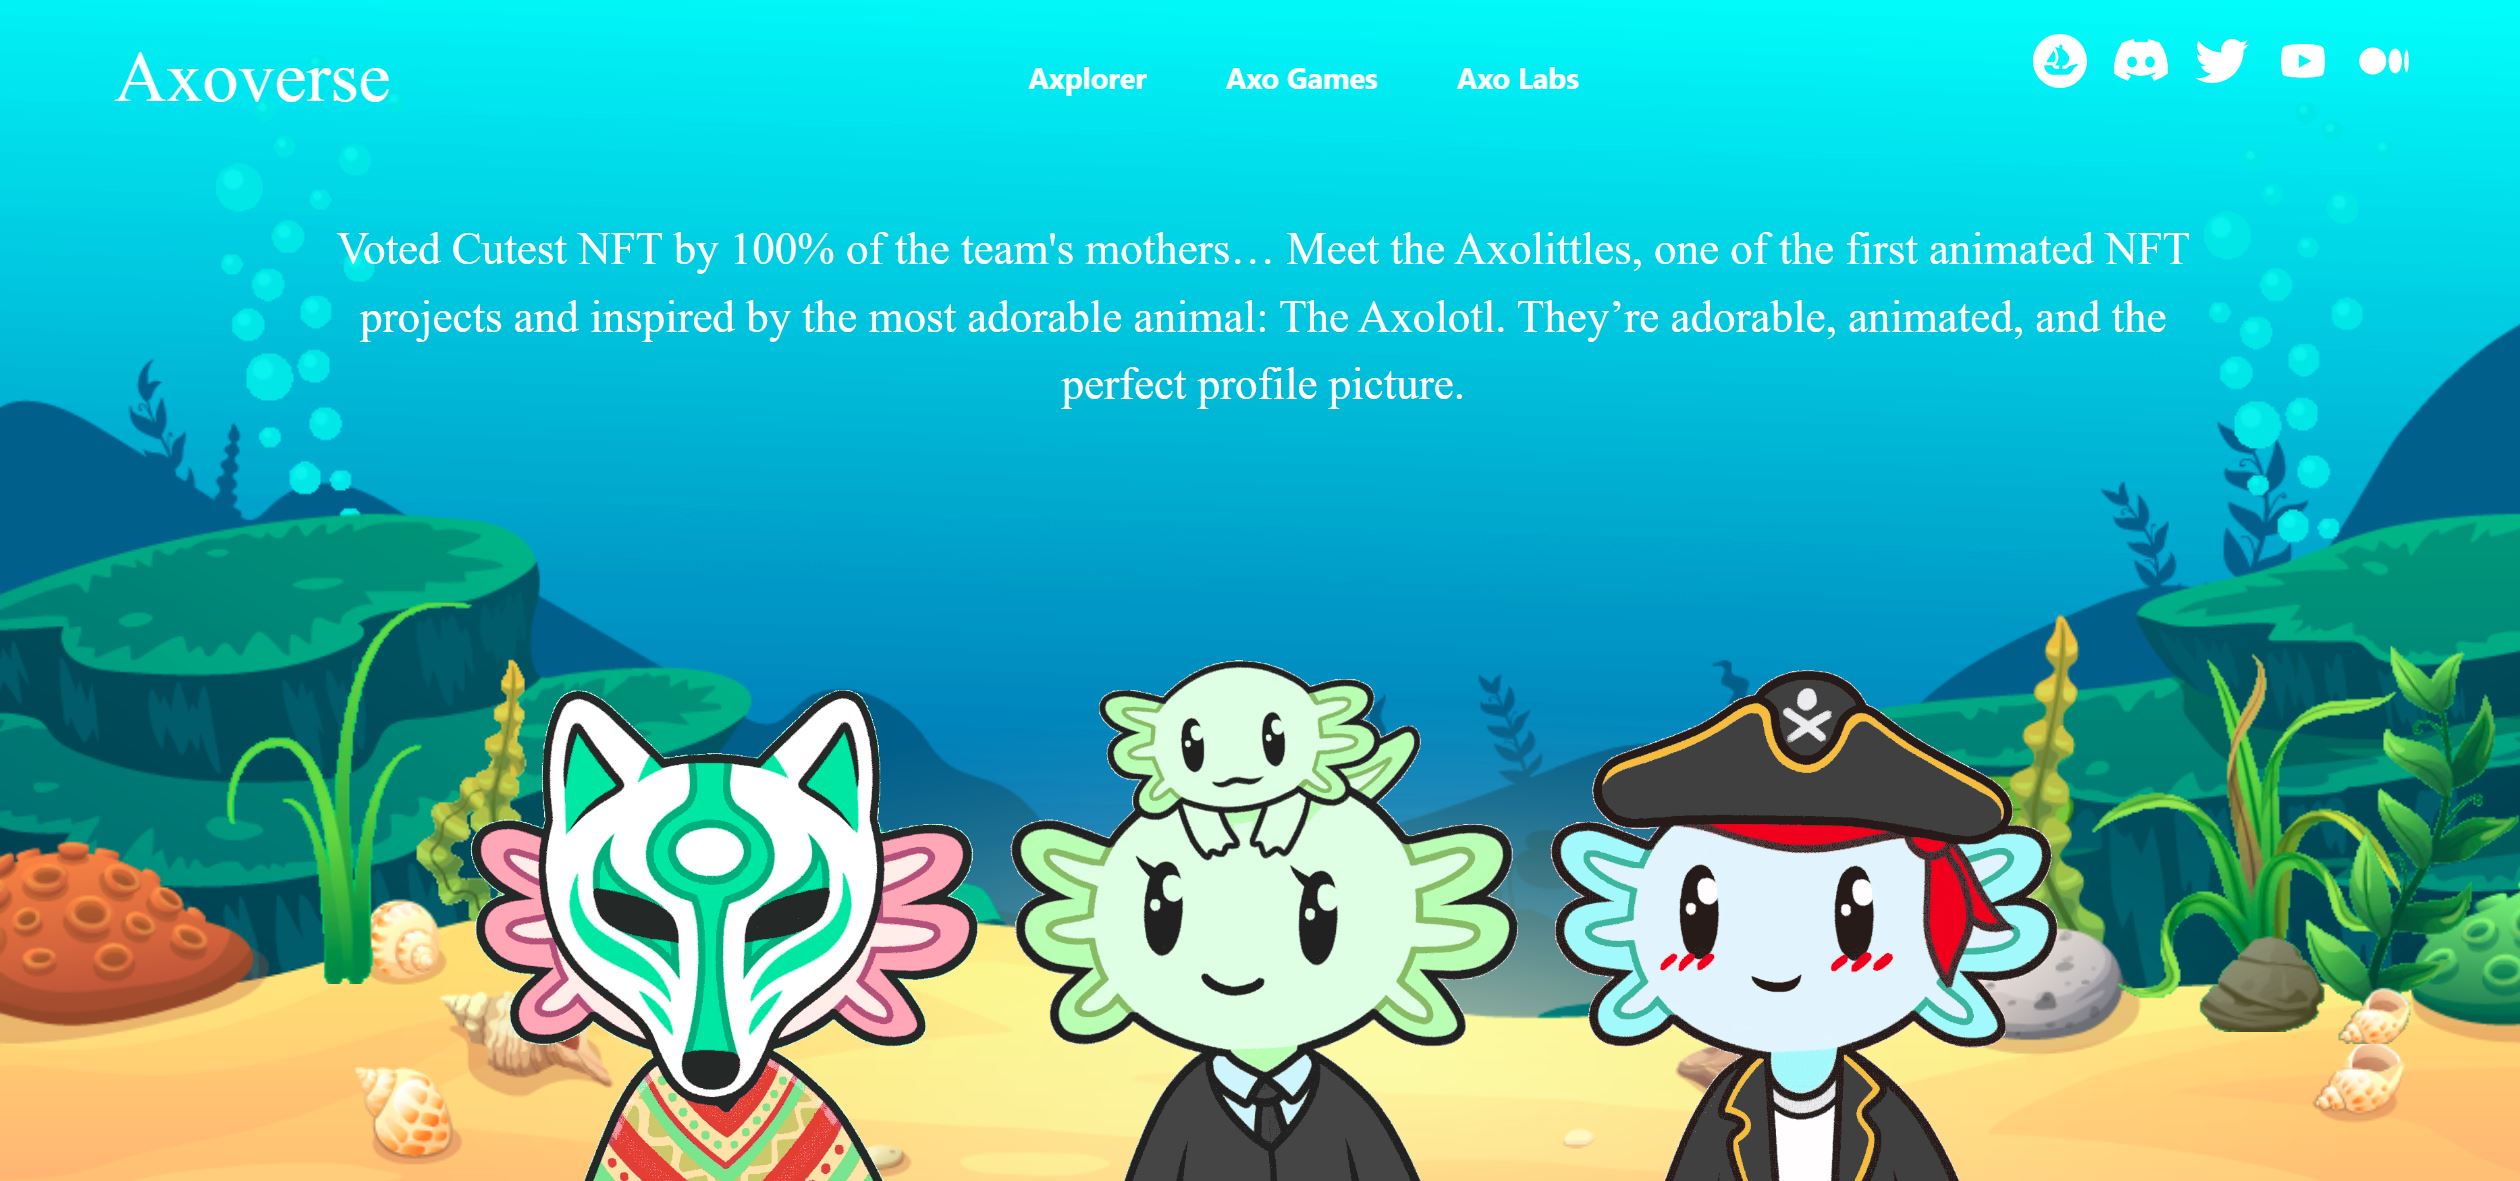 Axoverse
Axplorer
Axo Games
Axo Labs
Voted Cutest NFT by 100% of the team's mothers… Meet the Axolittles, one of the first animated NFT
projects and inspired by the most adorable animal: The Axolotl. They’re adorable, animated, and the
perfect profile picture.